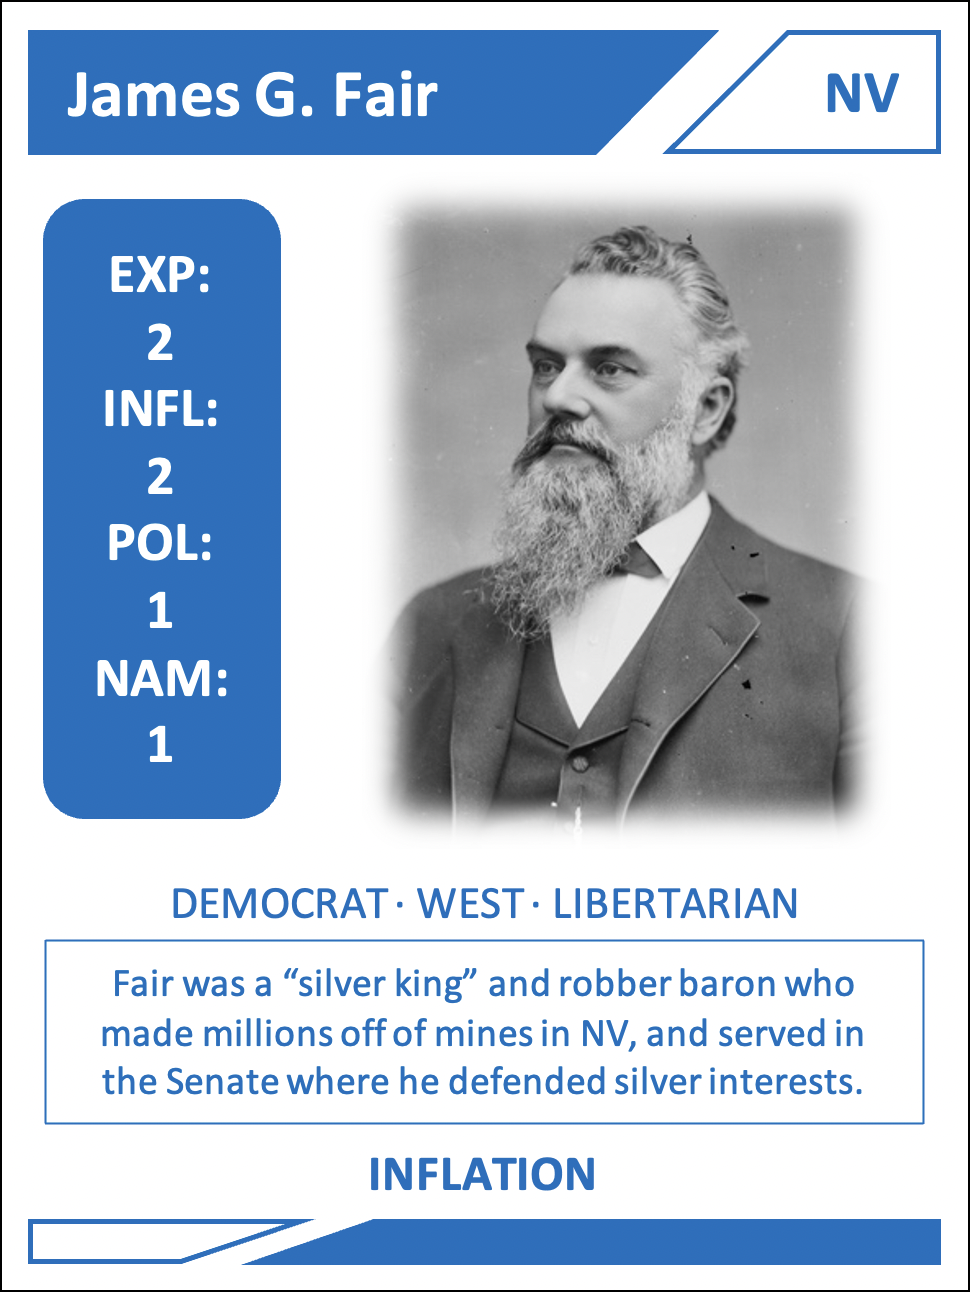 James G. Fair
NV
EXP:
2
INFL:
2
POL:
1
NAM:
1
DEMOCRAT · WEST · LIBERTARIAN
Fair was a “silver king” and robber baron who
made millions off of mines in NV, and served in
the Senate where he defended silver interests.
INFLATION